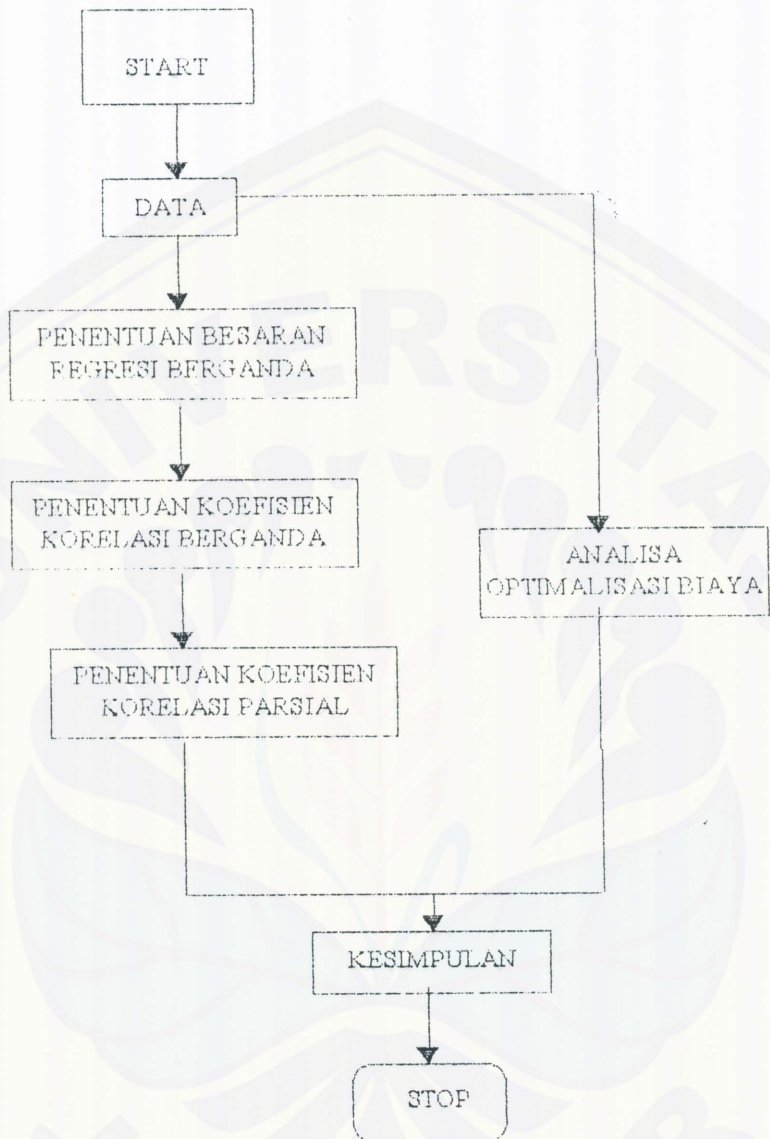 START
DATA
PENENTUAN BESARAN
REGRESI BERGANDA
PENENTUAN KOEFISIEN
KORELASI BERGANDA
PENENTUAN KOEFISIEN
KORELASI PARSIAL
ANALISA
OPTIMALISASI BIAYA
KESIMPULAN
STOP
UNIVERSITAS